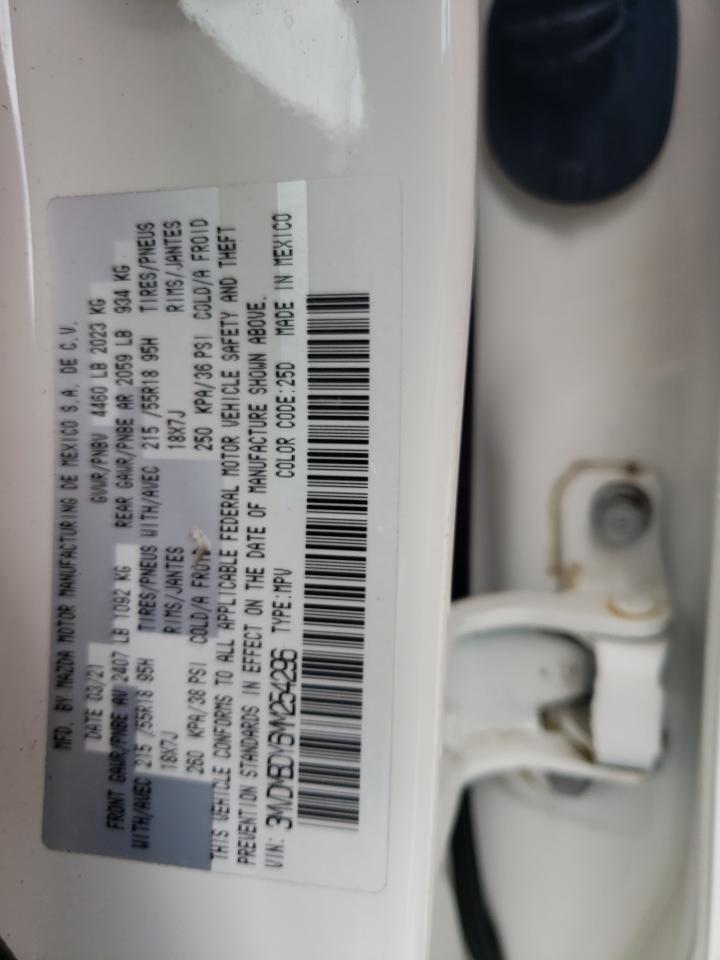 MFD. BY MAZDA MOTOR MANUFACTURING DE MEXICO S.A. DE C.V.
DATE 03/21 GVWR/PNBV 4460 LB 2023 KG
FRONT GAWR/PNBE AV 2407 LB 1092 KG REAR GAWR/PNBE AR 2059 LB 934 KG
WITH/AVEC 215 /55R18 95H TIRES/PNEUS WITH/AVEC 215 /55R18 95H TIRES/PNEUS
18X7J RIMS/JANTES 18X7J RIMS/JANTES
260 KPA/38 PSI COLD/A FROID 250 KPA/36 PSI COLD/A FROID
THIS VEHICLE CONFORMS TO ALL APPLICABLE FEDERAL MOTOR VEHICLE SAFETY AND THEFT
PREVENTION STANDARDS IN EFFECT ON THE DATE OF MANUFACTURE SHOWN ABOVE.
VIN: TYPE:MPV COLOR CODE:25D MADE IN MEXICO